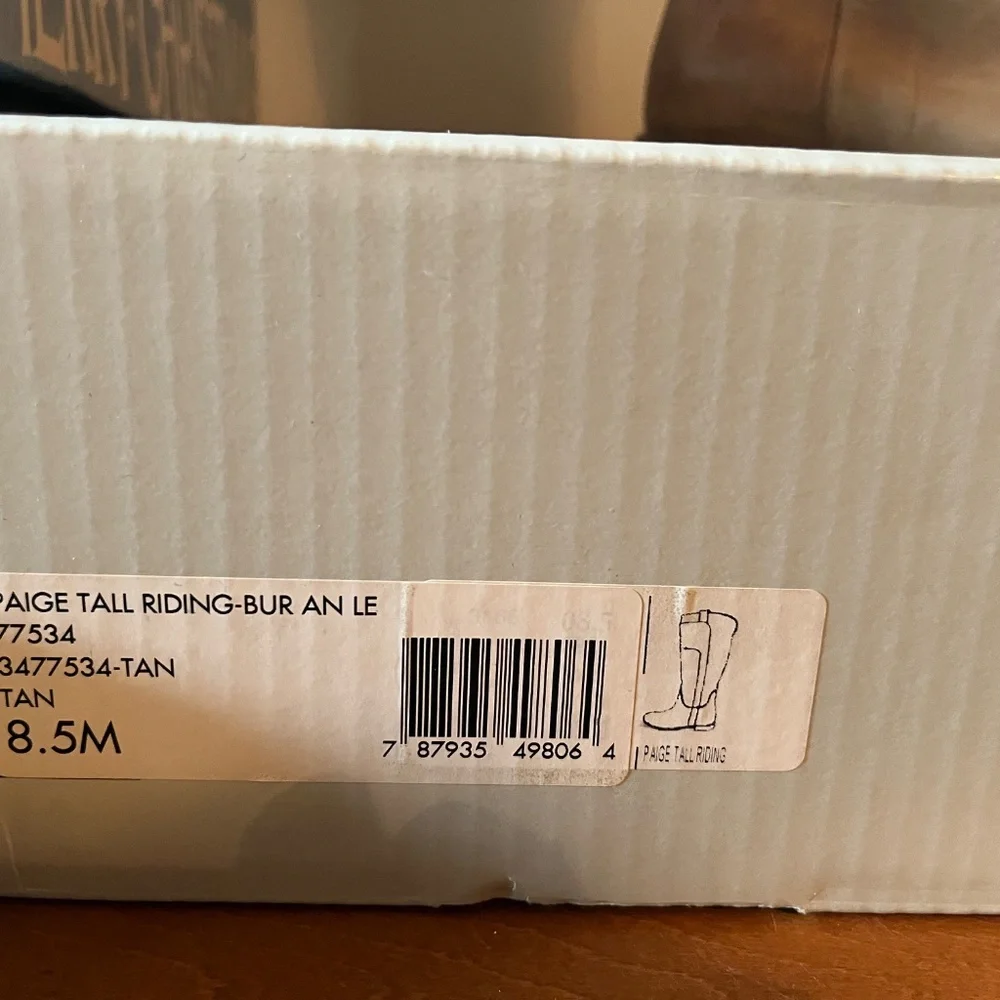 PAIGE TALL RIDING-BUR AN LE
77534
3477534-TAN
TAN
8.5M
7 87935 49806 4
PAIGE TALL RIDING